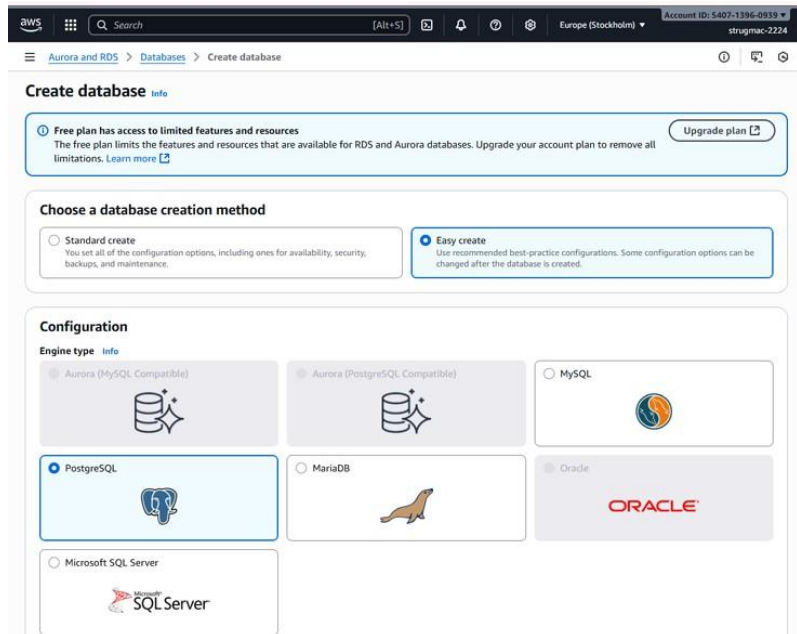 aws
Search [Alt+S] Europe (Stockholm) ▼ Account ID: 5407-1396-0939 ▼
strugmac-2224
Aurora and RDS > Databases > Create database
Create database Info
Free plan has access to limited features and resources
The free plan limits the features and resources that are available for RDS and Aurora databases. Upgrade your account plan to remove all
limitations. Learn more
Upgrade plan
Choose a database creation method
Standard create
You set all of the configuration options, including ones for availability, security,
backups, and maintenance.
Easy create
Use recommended best-practice configurations. Some configuration options can be
changed after the database is created.
Configuration
Engine type Info
Aurora (MySQL Compatible)
Aurora (PostgreSQL Compatible)
MySQL
PostgreSQL
MariaDB
Oracle
ORACLE
Microsoft SQL Server
Microsoft
SQL Server